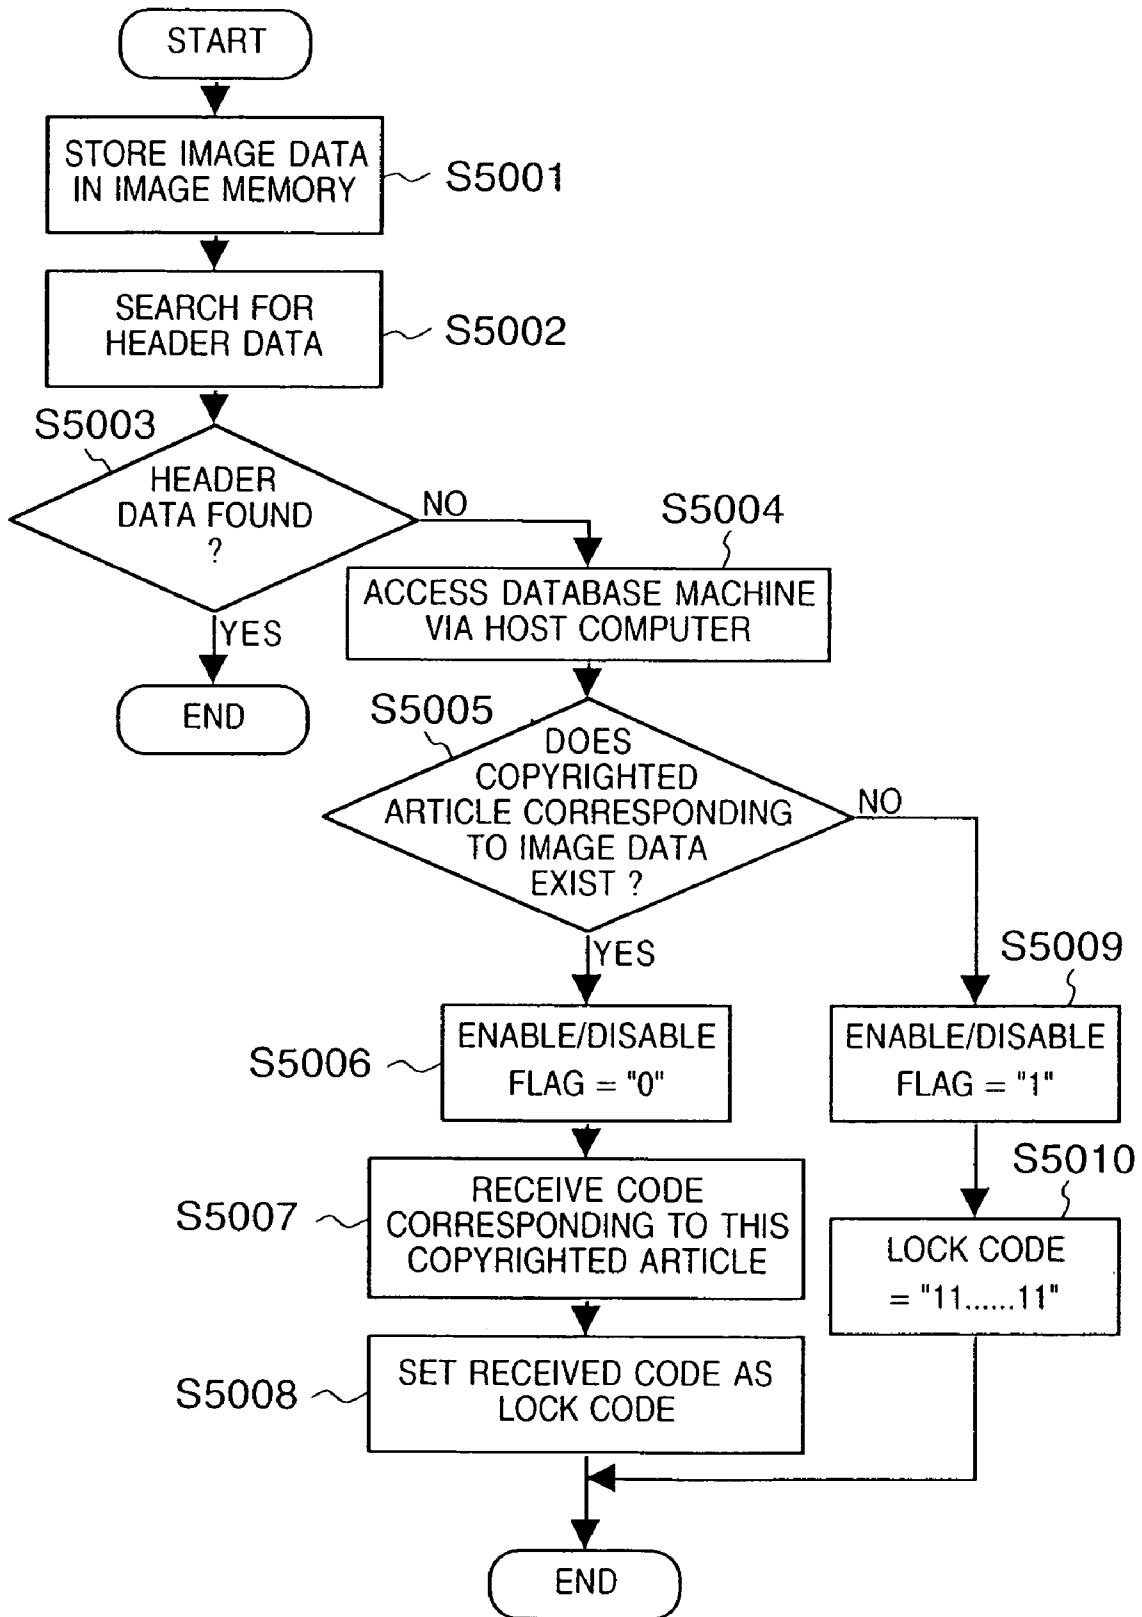 START
STORE IMAGE DATA
IN IMAGE MEMORY
S5001
SEARCH FOR
HEADER DATA
S5002
S5003
HEADER
DATA FOUND
?
NO
YES
END
S5004
ACCESS DATABASE MACHINE
VIA HOST COMPUTER
S5005
DOES
COPYRIGHTED
ARTICLE CORRESPONDING
TO IMAGE DATA
EXIST ?
NO
YES
S5006
ENABLE/DISABLE
FLAG = "0"
S5009
ENABLE/DISABLE
FLAG = "1"
S5007
RECEIVE CODE
CORRESPONDING TO THIS
COPYRIGHTED ARTICLE
S5010
LOCK CODE
= "11......11"
S5008
SET RECEIVED CODE AS
LOCK CODE
END